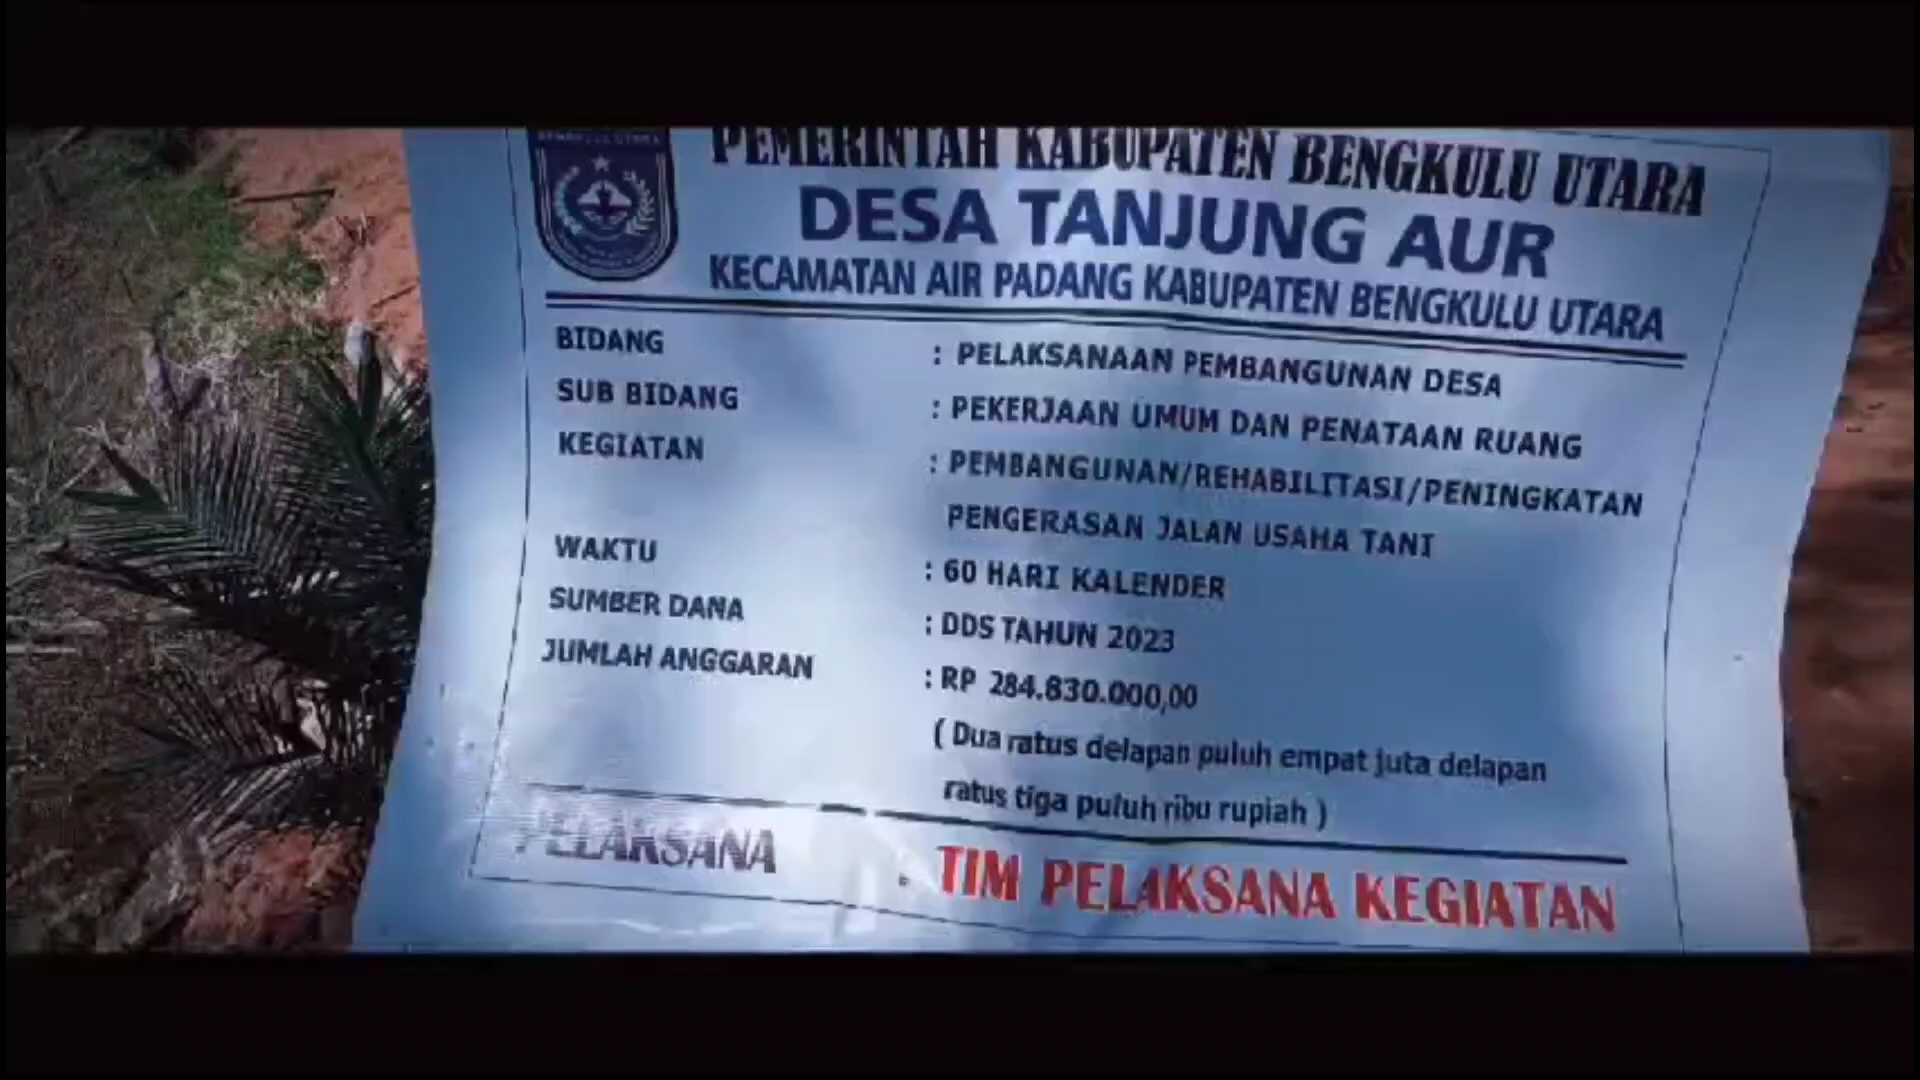 BENGKULU UTARA
PEMERINTAH KABUPATEN BENGKULU UTARA
DESA TANJUNG AUR
KECAMATAN AIR PADANG KABUPATEN BENGKULU UTARA
BIDANG : PELAKSANAAN PEMBANGUNAN DESA
SUB BIDANG : PEKERJAAN UMUM DAN PENATAAN RUANG
KEGIATAN : PEMBANGUNAN/REHABILITASI/PENINGKATAN
PENGERASAN JALAN USAHA TANI
WAKTU : 60 HARI KALENDER
SUMBER DANA : DDS TAHUN 2023
JUMLAH ANGGARAN : RP 284.830.000,00
( Dua ratus delapan puluh empat juta delapan
ratus tiga puluh ribu rupiah )
PELAKSANA : TIM PELAKSANA KEGIATAN